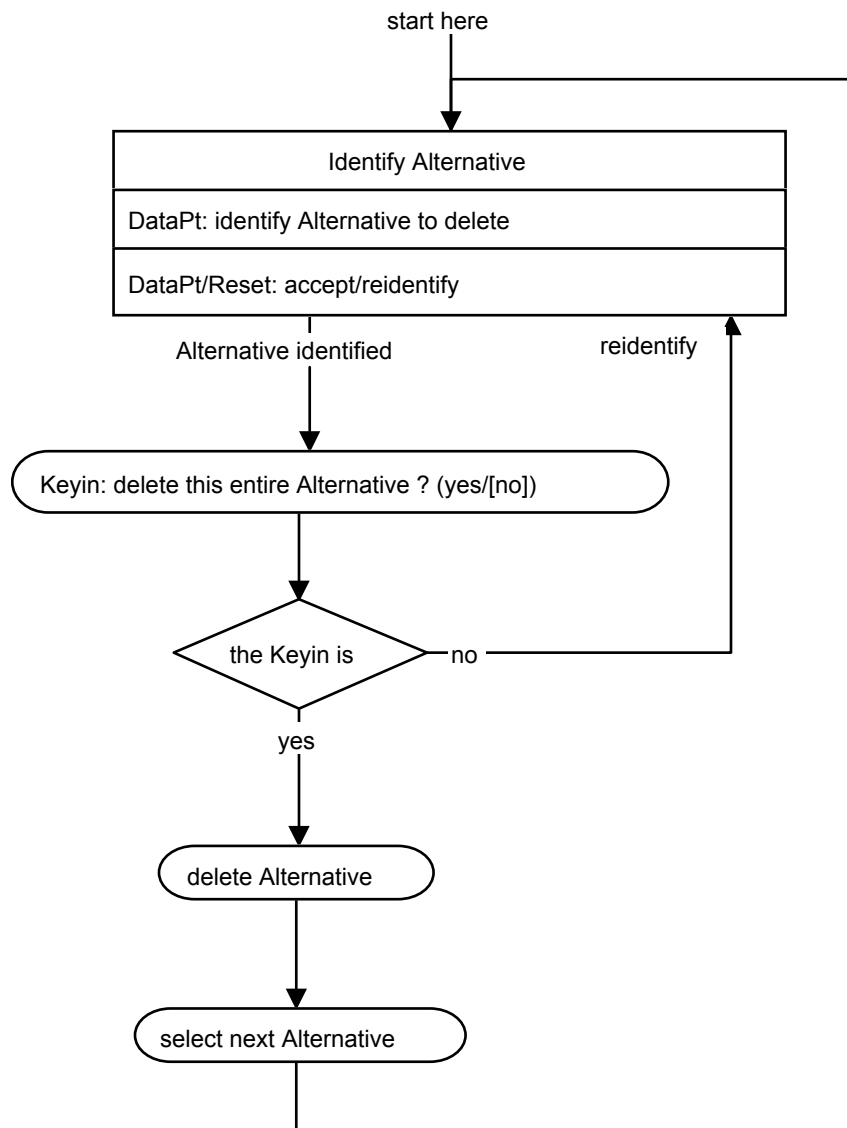 start here
Identify Alternative
DataPt: identify Alternative to delete
DataPt/Reset: accept/reidentify
Alternative identified
reidentify
Keyin: delete this entire Alternative ? (yes/[no])
the Keyin is
no
yes
delete Alternative
select next Alternative